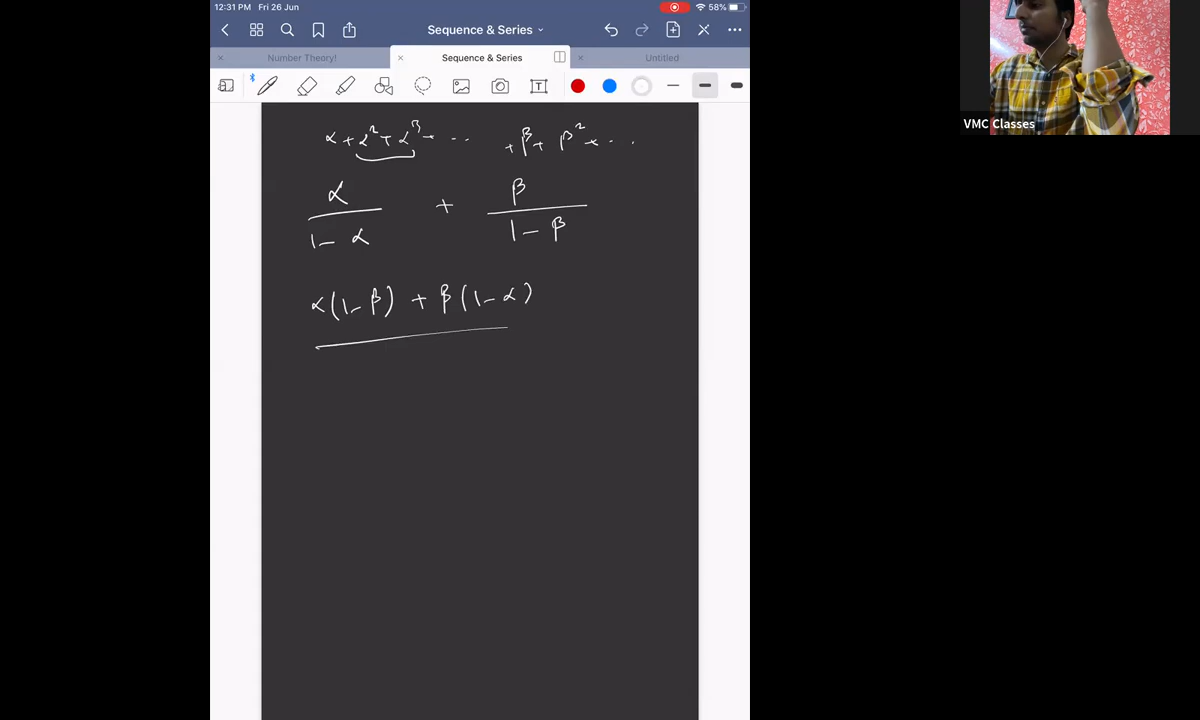 12:31 PM Fri 26 Jun
58%
Sequence & Series
Number Theory!
Sequence & Series
Untitled
T
VMC Classes
α + α² + α³ + ... + β + β² + ...
α + β
1 - α 1 - β
α(1-β) + β(1-α)